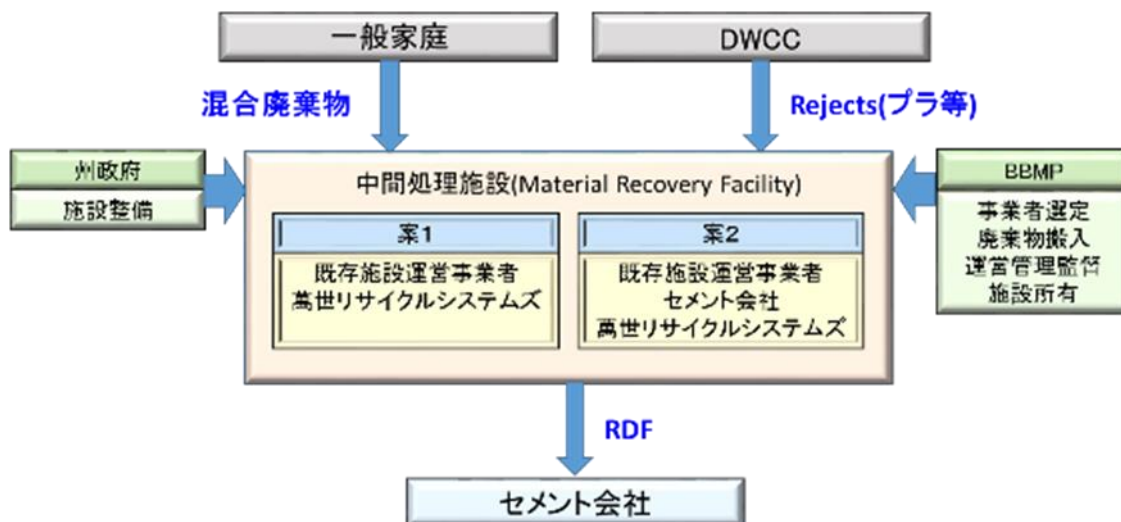 一般家庭
DWCC
混合廃棄物
Rejects(プラ等)
州政府
施設整備
中間処理施設(Material Recovery Facility)
BBMP
事業者選定
廃棄物搬入
運営管理監督
施設所有
案1
既存施設運営事業者
萬世リサイクルシステムズ
案2
既存施設運営事業者
セメント会社
萬世リサイクルシステムズ
RDF
セメント会社